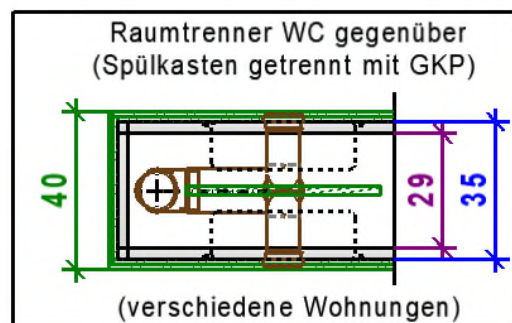 Raumtrenner WC gegenüber
(Spülkasten getrennt mit GKP)
40
29
35
(verschiedene Wohnungen)